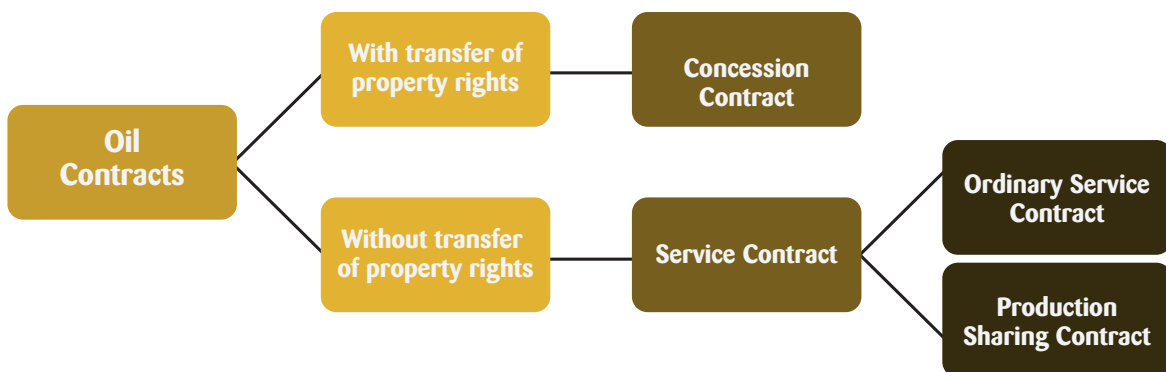 Oil
Contracts
With transfer of
property rights
Concession
Contract
Without transfer
of property rights
Service Contract
Ordinary Service
Contract
Production
Sharing Contract